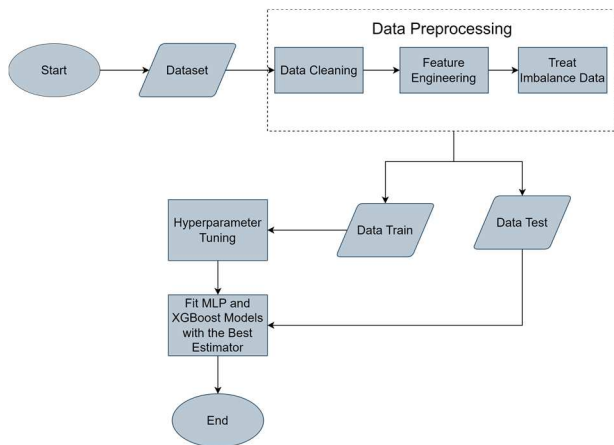 Data Preprocessing
Start
Dataset
Data Cleaning
Feature
Engineering
Treat
Imbalance Data
Hyperparameter
Tuning
Data Train
Data Test
Fit MLP and
XGBoost Models
with the Best
Estimator
End